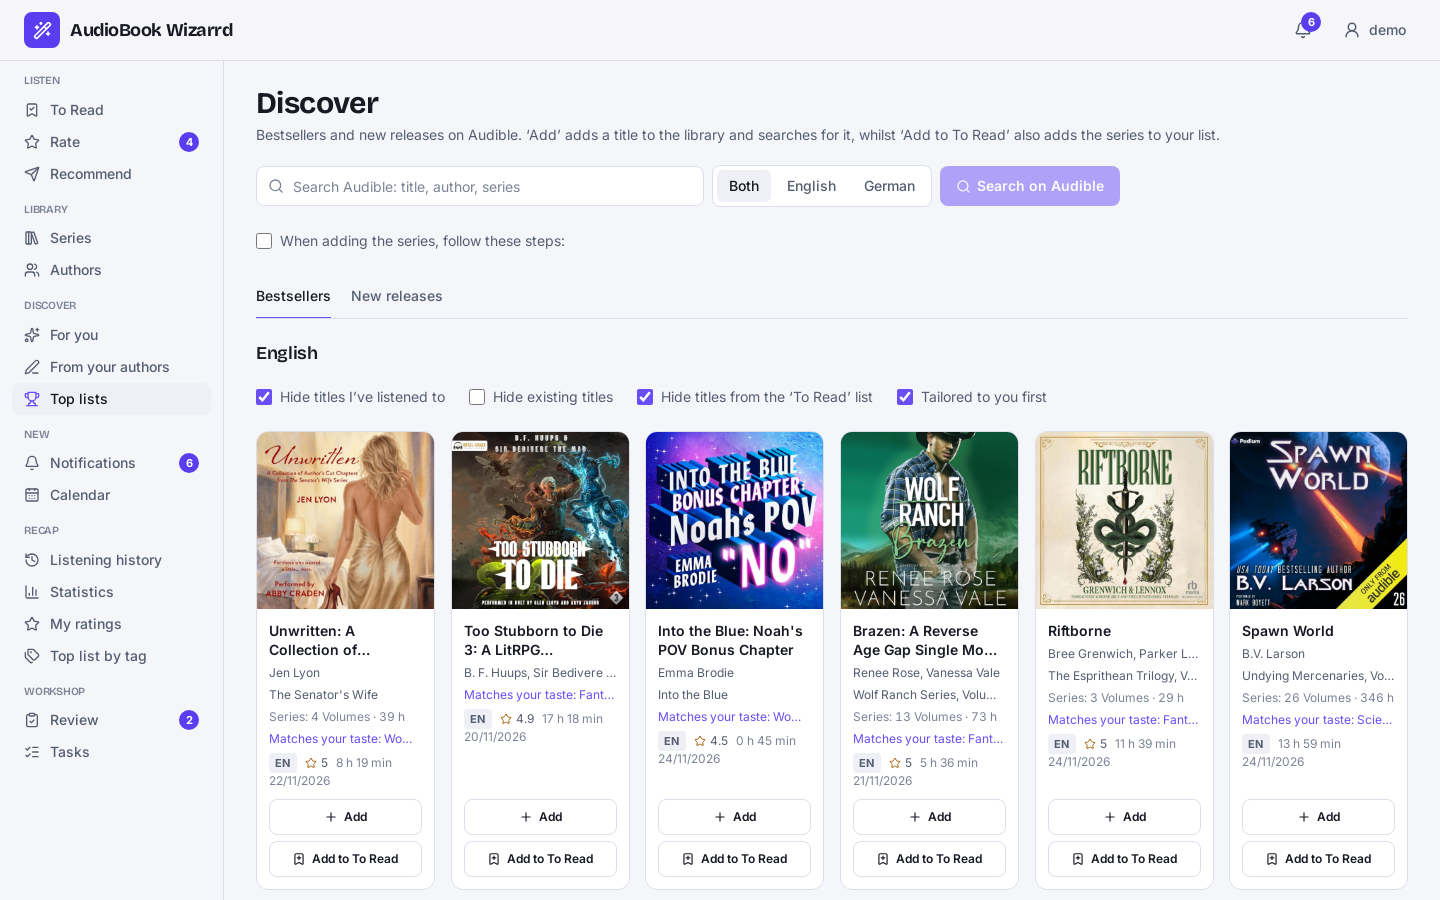 AudioBook Wizarrd
6
demo
LISTEN
To Read
Rate
4
Recommend
LIBRARY
Series
Authors
DISCOVER
For you
From your authors
Top lists
NEW
Notifications
6
Calendar
RECAP
Listening history
Statistics
My ratings
Top list by tag
WORKSHOP
Review
2
Tasks
Discover
Bestsellers and new releases on Audible. ‘Add’ adds a title to the library and searches for it, whilst ‘Add to To Read’ also adds the series to your list.
Search Audible: title, author, series
Both
English
German
Search on Audible
When adding the series, follow these steps:
Bestsellers
New releases
English
Hide titles I’ve listened to
Hide existing titles
Hide titles from the ‘To Read’ list
Tailored to you first
Unwritten
A Collection of Author's Cut Chapters
from The Senator's Wife Series
JEN LYON
For those who wanted
a little... more.
Performed by
ABBY CRADEN
Unwritten: A
Collection of…
Jen Lyon
The Senator's Wife
Series: 4 Volumes · 39 h
Matches your taste: Wo…
EN
5
8 h 19 min
22/11/2026
Add
Add to To Read
B.F. HUUPS &
SIR BEDIVERE THE MAD
TOO STUBBORN
TO DIE
3
Too Stubborn to Die
3: A LitRPG…
B. F. Huups, Sir Bedivere …
Matches your taste: Fant…
EN
4.9
17 h 18 min
20/11/2026
Add
Add to To Read
INTO THE BLUE
BONUS CHAPTER:
Noah's POV
EMMA
BRODIE
"NO"
Into the Blue: Noah's
POV Bonus Chapter
Emma Brodie
Into the Blue
Matches your taste: Wo…
EN
4.5
0 h 45 min
24/11/2026
Add
Add to To Read
WOLF
RANCH
Brazen
RENEE ROSE
VANESSA VALE
Brazen: A Reverse
Age Gap Single Mo…
Renee Rose, Vanessa Vale
Wolf Ranch Series, Volu…
Series: 13 Volumes · 73 h
Matches your taste: Fant…
EN
5
5 h 36 min
21/11/2026
Add
Add to To Read
RIFTBORNE
rb
media
GRENWICH & LENNOX
Riftborne
Bree Grenwich, Parker L…
The Esprithean Trilogy, V…
Series: 3 Volumes · 29 h
Matches your taste: Fant…
EN
5
11 h 39 min
24/11/2026
Add
Add to To Read
Podium
SPAWN
WORLD
USA TODAY BESTSELLING AUTHOR
B.V. LARSON
PERFORMED BY
MARK BOYETT
ONLY FROM
audible
26
Spawn World
B.V. Larson
Undying Mercenaries, Vo…
Series: 26 Volumes · 346 h
Matches your taste: Scie…
EN
13 h 59 min
24/11/2026
Add
Add to To Read